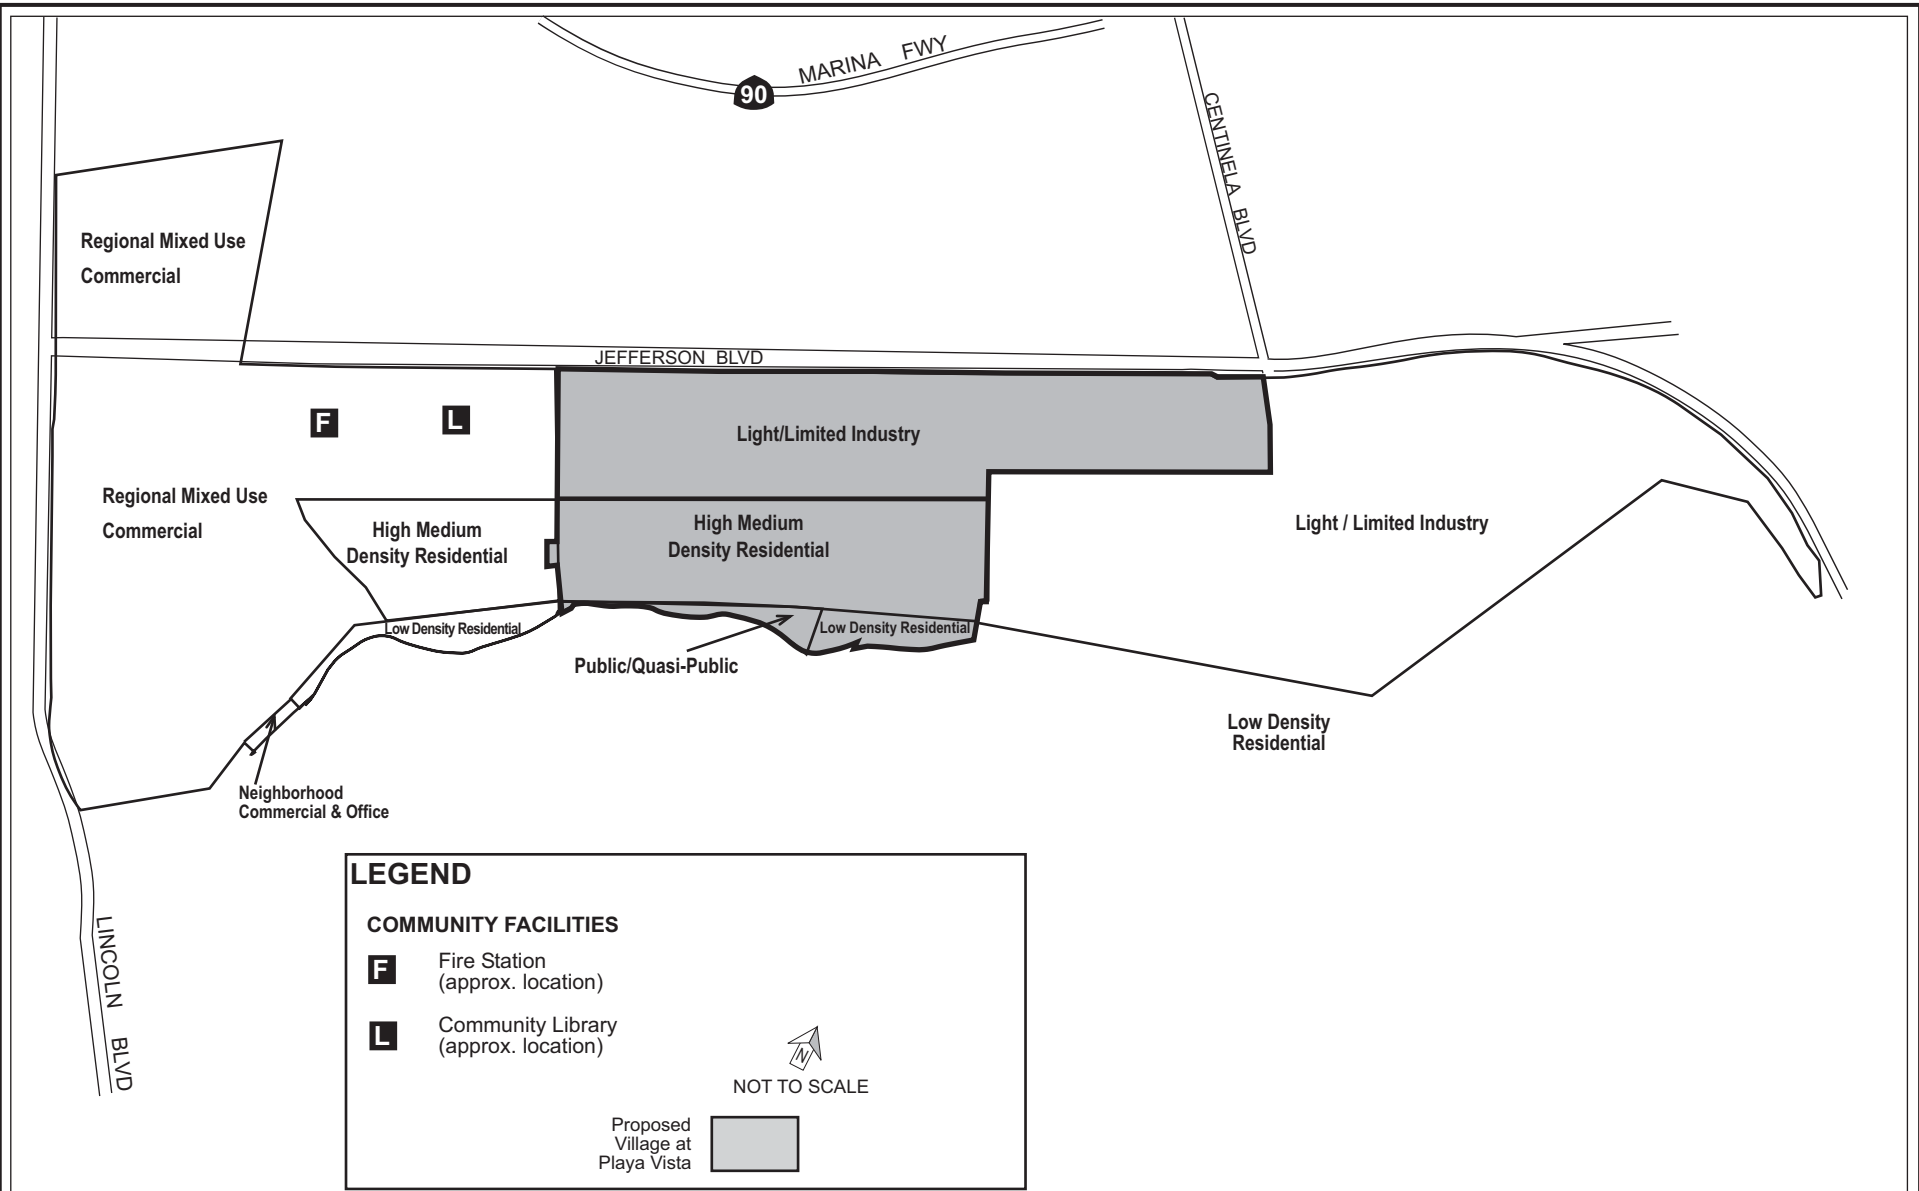 MARINA FWY
90
CENTINELA BLVD
Regional Mixed Use
Commercial
JEFFERSON BLVD
F
L
Light/Limited Industry
Regional Mixed Use
Commercial
High Medium
Density Residential
High Medium
Density Residential
Light / Limited Industry
Low Density Residential
Low Density Residential
Public/Quasi-Public
Low Density
Residential
Neighborhood
Commercial & Office
LINCOLN BLVD
LEGEND
COMMUNITY FACILITIES
F
Fire Station
(approx. location)
L
Community Library
(approx. location)
N
NOT TO SCALE
Proposed
Village at
Playa Vista